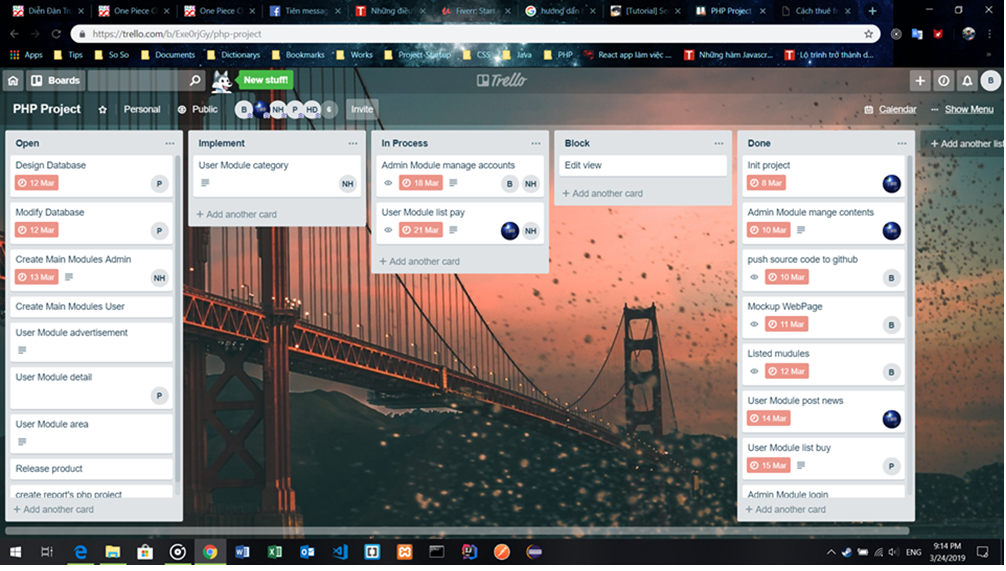 Diễn Đàn Tr
One Piece C
One Piece C
Tiên messa
Những điều
Fiverr: Start
hướng dẫn
[Tutorial] Se
PHP Project
Cách thuê h
https://trello.com/b/Exe0rjGy/php-project
Apps
Tips
So So
Documents
Dictionarys
Bookmarks
Works
Project-Startup
CSS
Java
PHP
React app làm việc ...
Những hàm Javascr...
Lộ trình trở thành d...
Boards
New stuff!
Trello
B
PHP Project
Personal
Public
B
NH
P
HD
6
Invite
Calendar
Show Menu
Open
Design Database
12 Mar
P
Modify Database
12 Mar
P
Create Main Modules Admin
13 Mar
NH
Create Main Modules User
User Module advertisement
User Module detail
P
User Module area
Release product
create report's php project
+ Add another card
Implement
User Module category
NH
+ Add another card
In Process
Admin Module manage accounts
18 Mar
B
NH
User Module list pay
21 Mar
NH
+ Add another card
Block
Edit view
+ Add another card
Done
Init project
8 Mar
Admin Module mange contents
10 Mar
push source code to github
10 Mar
B
Mockup WebPage
11 Mar
B
Listed mudules
12 Mar
B
User Module post news
14 Mar
User Module list buy
15 Mar
P
Admin Module login
+ Add another card
+ Add another list
ENG
9:14 PM
3/24/2019